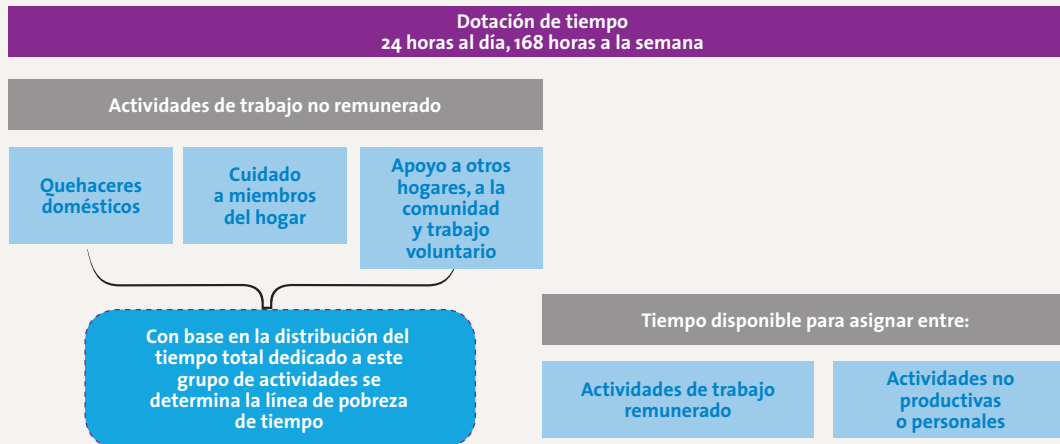 Dotación de tiempo
24 horas al día, 168 horas a la semana
Actividades de trabajo no remunerado
Quehaceres
domésticos
Cuidado
a miembros
del hogar
Apoyo a otros
hogares, a la
comunidad
y trabajo
voluntario
Con base en la distribución del
tiempo total dedicado a este
grupo de actividades se
determina la línea de pobreza
de tiempo
Tiempo disponible para asignar entre:
Actividades de trabajo
remunerado
Actividades no
productivas
o personales